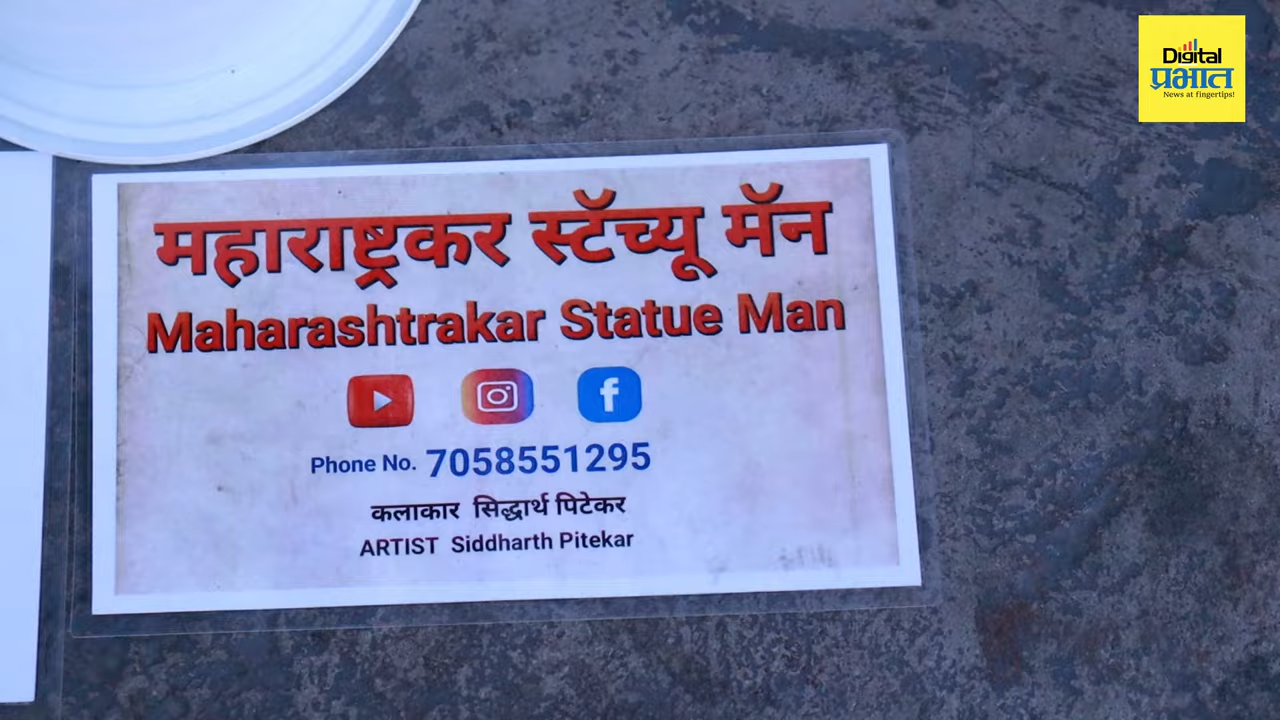 Digital
प्रभात
News at fingertips!
महाराष्ट्रकर स्टॅच्यू मॅन
Maharashtrakar Statue Man
Phone No. 7058551295
कलाकार सिद्धार्थ पिटेकर
ARTIST Siddharth Pitekar